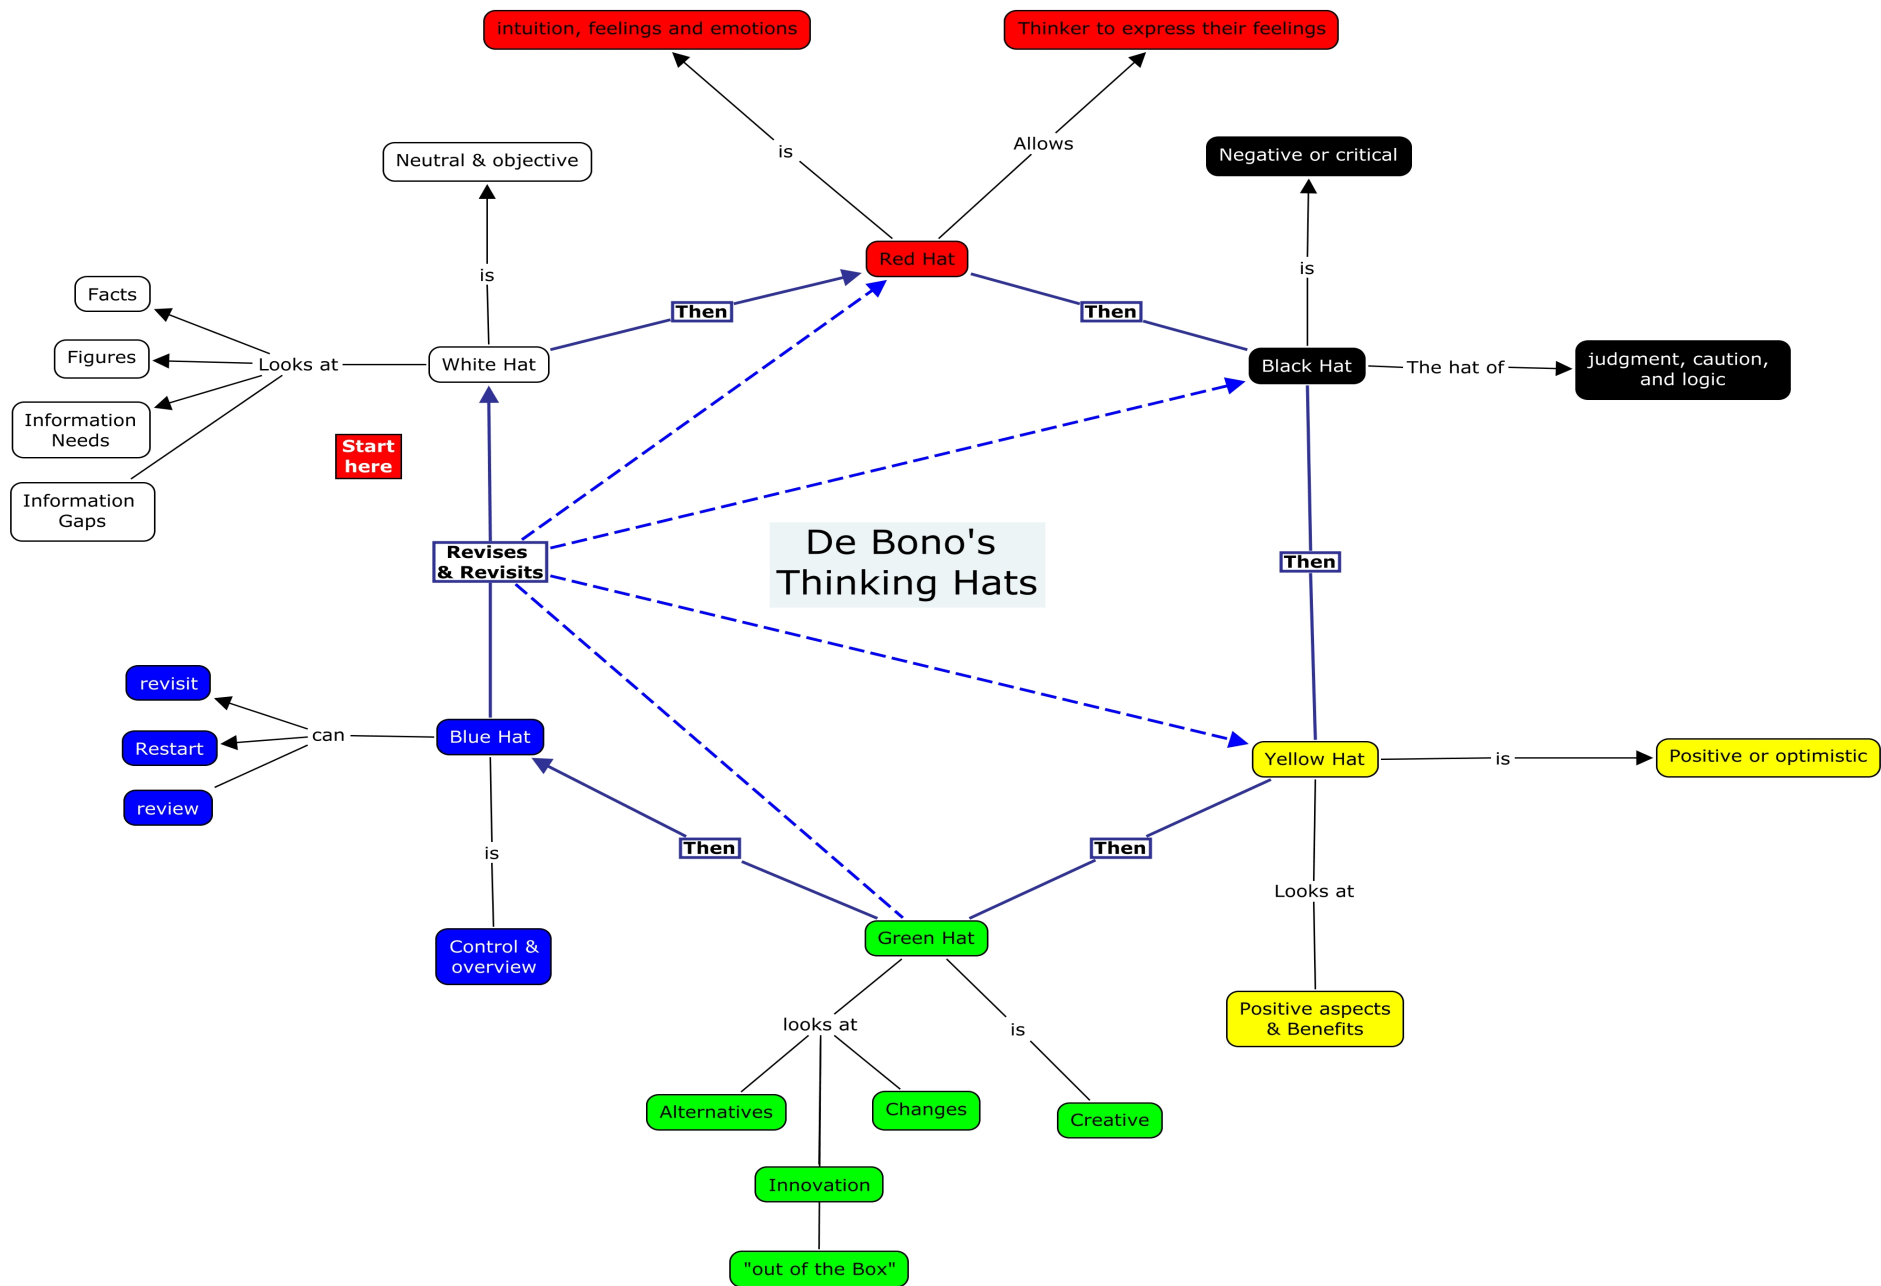 intuition, feelings and emotions
Thinker to express their feelings
is
Allows
Neutral & objective
Negative or critical
is
Red Hat
is
Facts
Then
Then
Figures
Looks at
White Hat
Black Hat
The hat of
judgment, caution,
and logic
Information
Needs
Start
here
Information
Gaps
Revises
& Revisits
De Bono's
Thinking Hats
Then
revisit
Restart
can
Blue Hat
Yellow Hat
is
Positive or optimistic
review
is
Then
Then
Looks at
Control &
overview
Green Hat
looks at
is
Positive aspects
& Benefits
Alternatives
Changes
Creative
Innovation
"out of the Box"